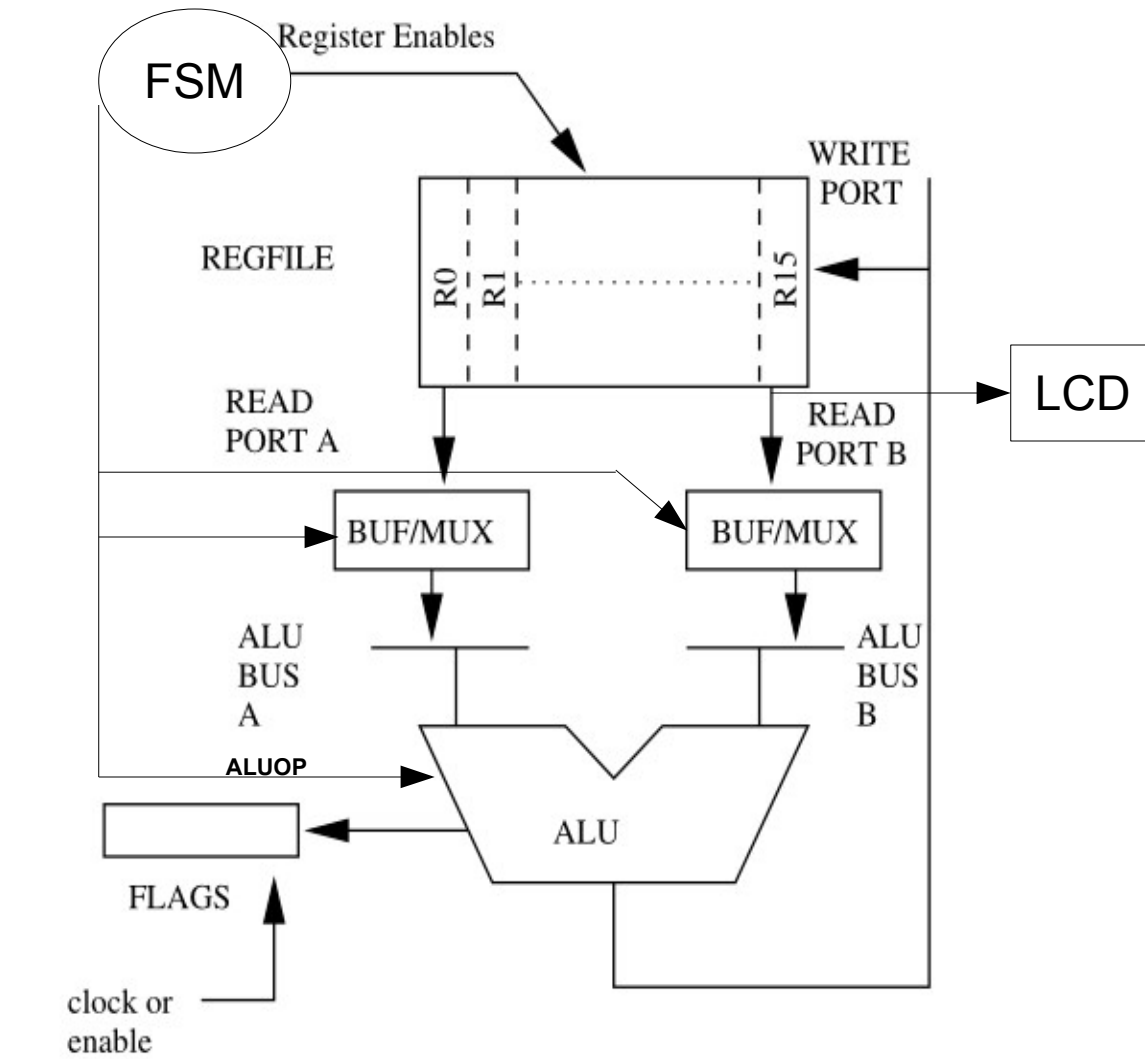 Register Enables
FSM
WRITE
PORT
REGFILE
R0
R1
R15
LCD
READ
PORT A
READ
PORT B
BUF/MUX
BUF/MUX
ALU
BUS
A
ALU
BUS
B
ALUOP
ALU
FLAGS
clock or
enable